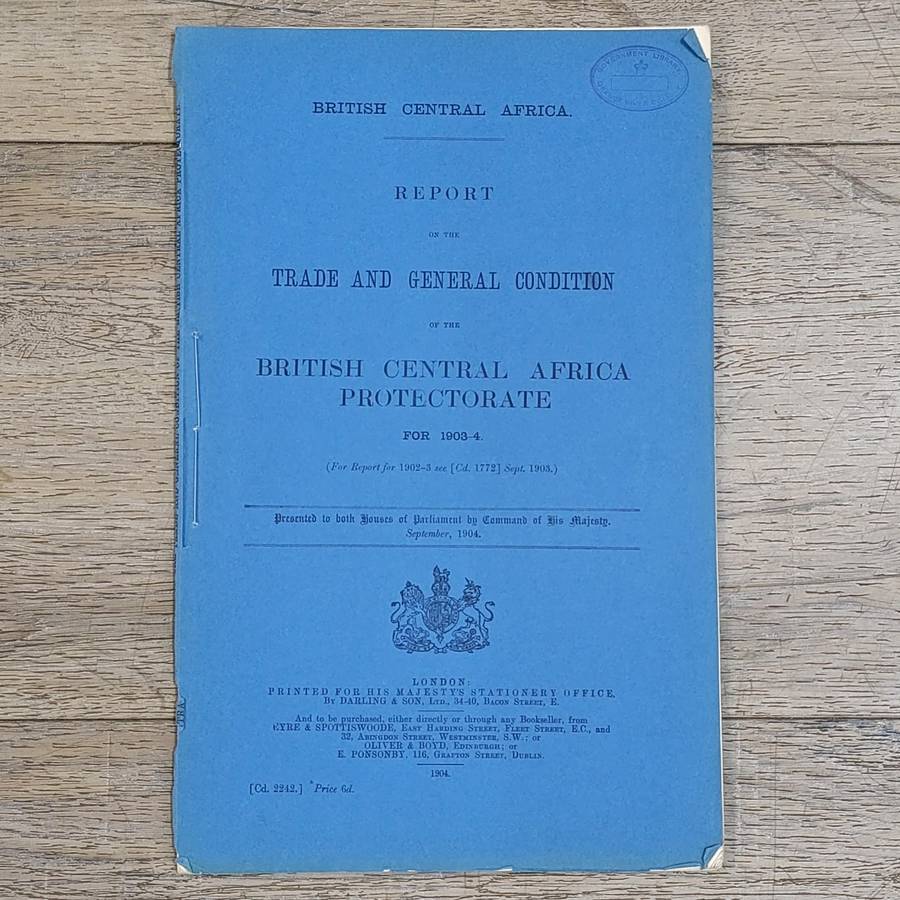 GOVERNMENT LIBRARY
BRITISH CENTRAL AFRICA.
REPORT
ON THE
TRADE AND GENERAL CONDITION
OF THE
BRITISH CENTRAL AFRICA
PROTECTORATE
FOR 1903-4.
(For Report for 1902-3 see [Cd. 1772] Sept. 1903.)
Presented to both Houses of Parliament by Command of His Majesty.
September, 1904.
LONDON:
PRINTED FOR HIS MAJESTY'S STATIONERY OFFICE,
By DARLING & SON, Ltd., 34-40, Bacon Street, E.
And to be purchased, either directly or through any Bookseller, from
EYRE & SPOTTISWOODE, East Harding Street, Fleet Street, E.C., and
32, Abingdon Street, Westminster, S.W.; or
OLIVER & BOYD, Edinburgh; or
E. PONSONBY, 116, Grafton Street, Dublin.
1904.
[Cd. 2242.] Price 6d.